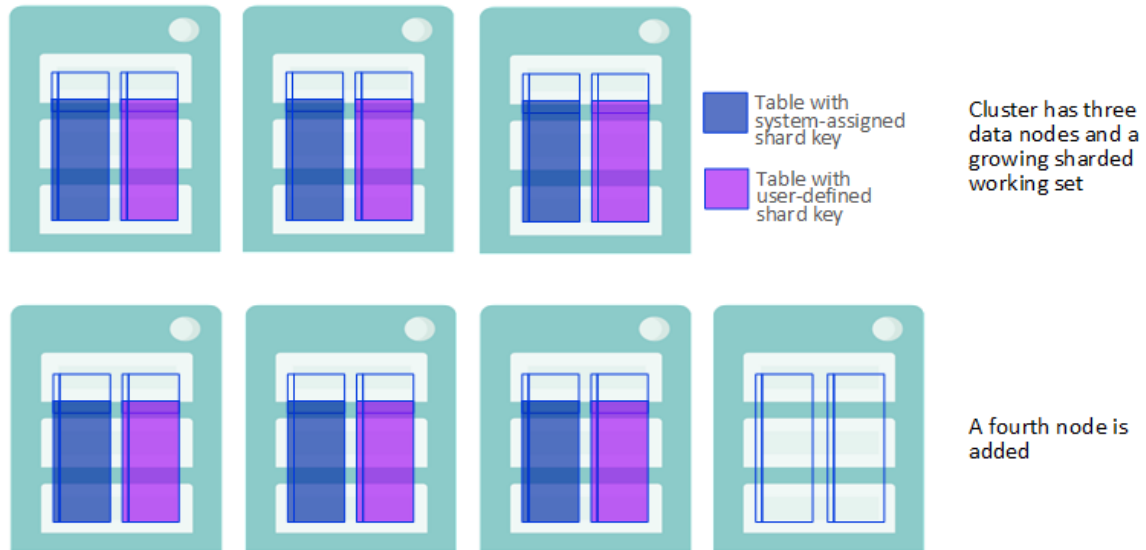 Table with
system-assigned
shard key
Table with
user-defined
shard key
Cluster has three
data nodes and a
growing sharded
working set
A fourth node is
added